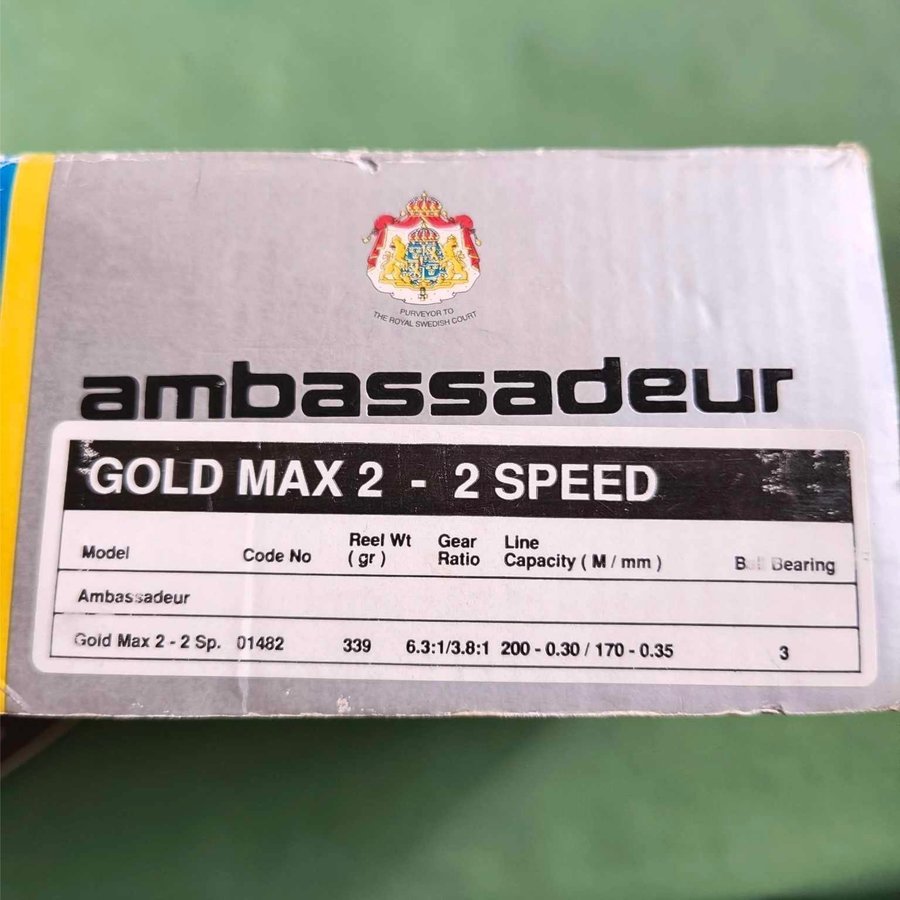 PURVEYOR TO
THE ROYAL SWEDISH COURT
ambassadeur
GOLD MAX 2 - 2 SPEED
Model Code No Reel Wt ( gr ) Gear Ratio Line Capacity ( M / mm ) Ball Bearing
Ambassadeur
Gold Max 2 - 2 Sp. 01482 339 6.3:1/3.8:1 200 - 0.30 / 170 - 0.35 3